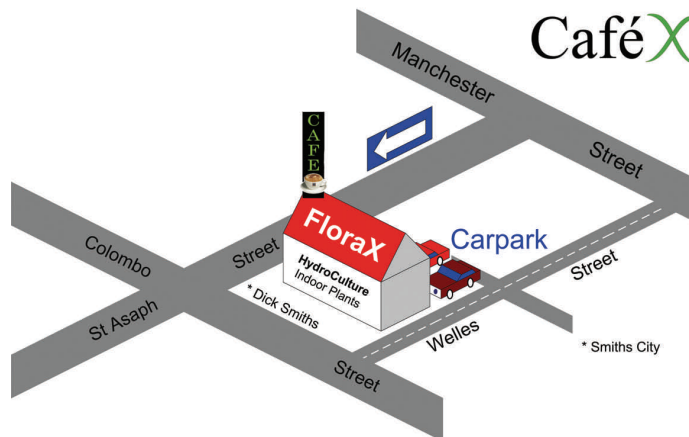 CaféX
Manchester
Street
CAFE
FloraX
HydroCulture
Indoor Plants
Carpark
Colombo
Street
St Asaph
Street
* Dick Smiths
Welles
Street
* Smiths City